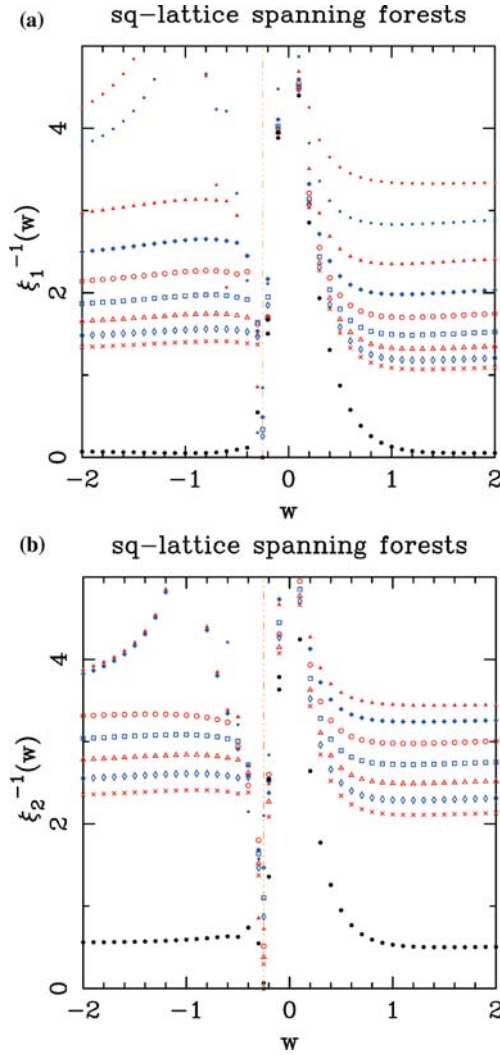 (a) sq-lattice spanning forests
4
2
0
ξ₁⁻¹(w)
−2 −1 0 1 2
w
(b) sq-lattice spanning forests
4
2
0
ξ₂⁻¹(w)
−2 −1 0 1 2
w